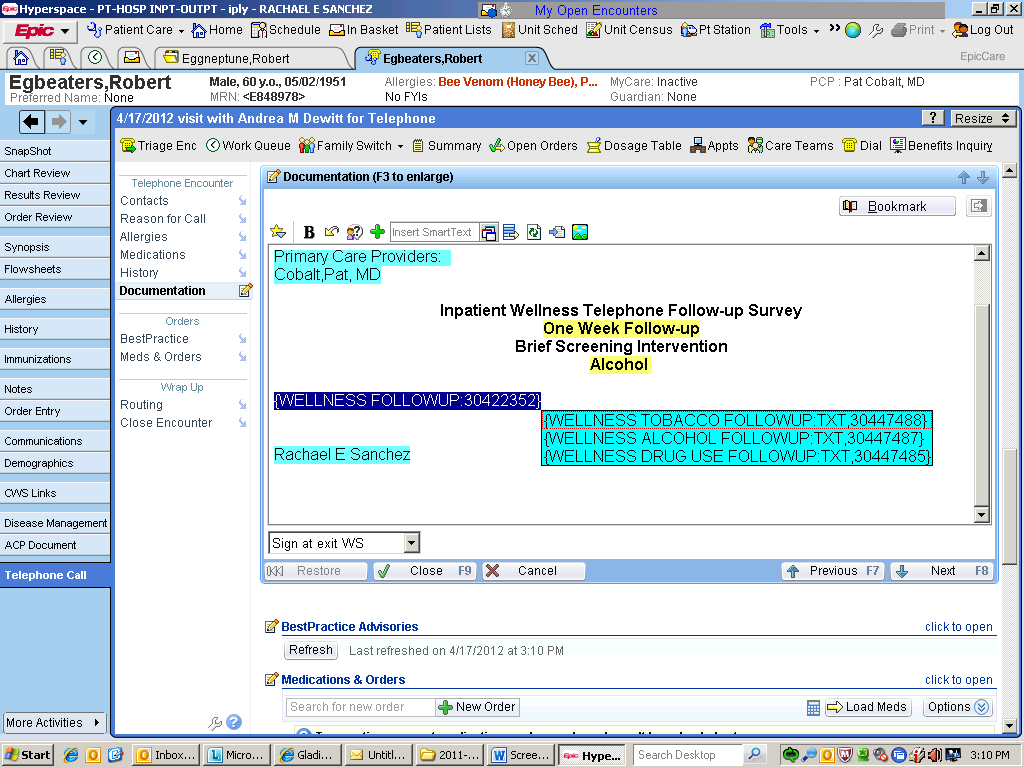 Hyperspace - PT-HOSP INPT-OUTPT - iply - RACHAEL E SANCHEZ
My Open Encounters
Epic Patient Care Home Schedule In Basket Patient Lists Unit Sched Unit Census Pt Station Tools Print Log Out
Eggneptune,Robert Egbeaters,Robert EpicCare
Egbeaters,Robert Male, 60 y.o., 05/02/1951 Allergies: Bee Venom (Honey Bee), P... MyCare: Inactive PCP : Pat Cobalt, MD
Preferred Name: None MRN: <E848978> No FYIs Guardian: None
4/17/2012 visit with Andrea M Dewitt for Telephone ? Resize
Triage Enc Work Queue Family Switch Summary Open Orders Dosage Table Appts Care Teams Dial Benefits Inquiry
SnapShot
Chart Review
Results Review
Order Review
Synopsis
Flowsheets
Allergies
History
Immunizations
Notes
Order Entry
Communications
Demographics
CWS Links
Disease Management
ACP Document
Telephone Call
More Activities
Telephone Encounter
Contacts
Reason for Call
Allergies
Medications
History
Documentation
Orders
BestPractice
Meds & Orders
Wrap Up
Routing
Close Encounter
Documentation (F3 to enlarge)
Bookmark
B Insert SmartText
Primary Care Providers:
Cobalt,Pat, MD
Inpatient Wellness Telephone Follow-up Survey
One Week Follow-up
Brief Screening Intervention
Alcohol
{WELLNESS FOLLOWUP:30422352}
{WELLNESS TOBACCO FOLLOWUP:TXT,30447488}
{WELLNESS ALCOHOL FOLLOWUP:TXT,30447487}
{WELLNESS DRUG USE FOLLOWUP:TXT,30447485}
Rachael E Sanchez
Sign at exit WS
Restore Close F9 Cancel Previous F7 Next F8
BestPractice Advisories click to open
Refresh Last refreshed on 4/17/2012 at 3:10 PM
Medications & Orders click to open
Search for new order New Order Load Meds Options
Start Inbox... Micro... Gladi... Untitl... 2011-... Scree... Hype... Search Desktop 3:10 PM